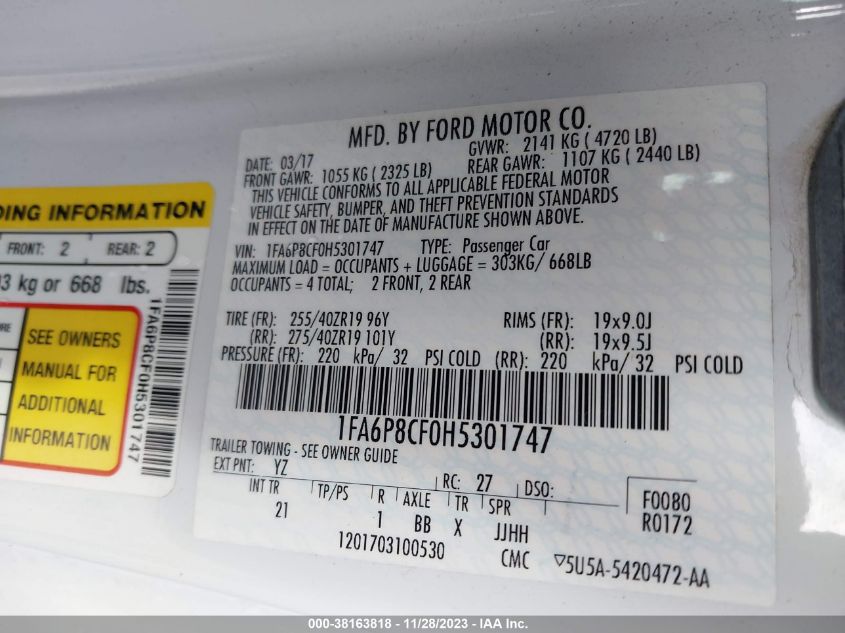 MFD. BY FORD MOTOR CO.
DATE: 03/17 GVWR: 2141 KG ( 4720 LB)
FRONT GAWR: 1055 KG ( 2325 LB) REAR GAWR: 1107 KG ( 2440 LB)
THIS VEHICLE CONFORMS TO ALL APPLICABLE FEDERAL MOTOR
VEHICLE SAFETY, BUMPER, AND THEFT PREVENTION STANDARDS
IN EFFECT ON THE DATE OF MANUFACTURE SHOWN ABOVE.
VIN: 1FA6P8CF0H5301747 TYPE: Passenger Car
MAXIMUM LOAD = OCCUPANTS + LUGGAGE = 303KG/ 668LB
OCCUPANTS = 4 TOTAL; 2 FRONT, 2 REAR
TIRE (FR): 255/40ZR19 96Y RIMS (FR): 19x9.0J
(RR): 275/40ZR19 101Y (RR): 19x9.5J
PRESSURE (FR): 220 kPa/ 32 PSI COLD (RR): 220 kPa/ 32 PSI COLD
1FA6P8CF0H5301747
TRAILER TOWING - SEE OWNER GUIDE
EXT PNT: YZ RC: 27 DSO:
INT TR TP/PS R AXLE TR SPR
21 1 BB X JJHH
F0080
R0172
1201703100530 CMC ▽5U5A-5420472-AA
DING INFORMATION
FRONT: 2 REAR: 2
3 kg or 668 lbs.
SEE OWNERS
MANUAL FOR
ADDITIONAL
INFORMATION
1FA6P8CF0H5301747
000-38163818 - 11/28/2023 - IAA Inc.